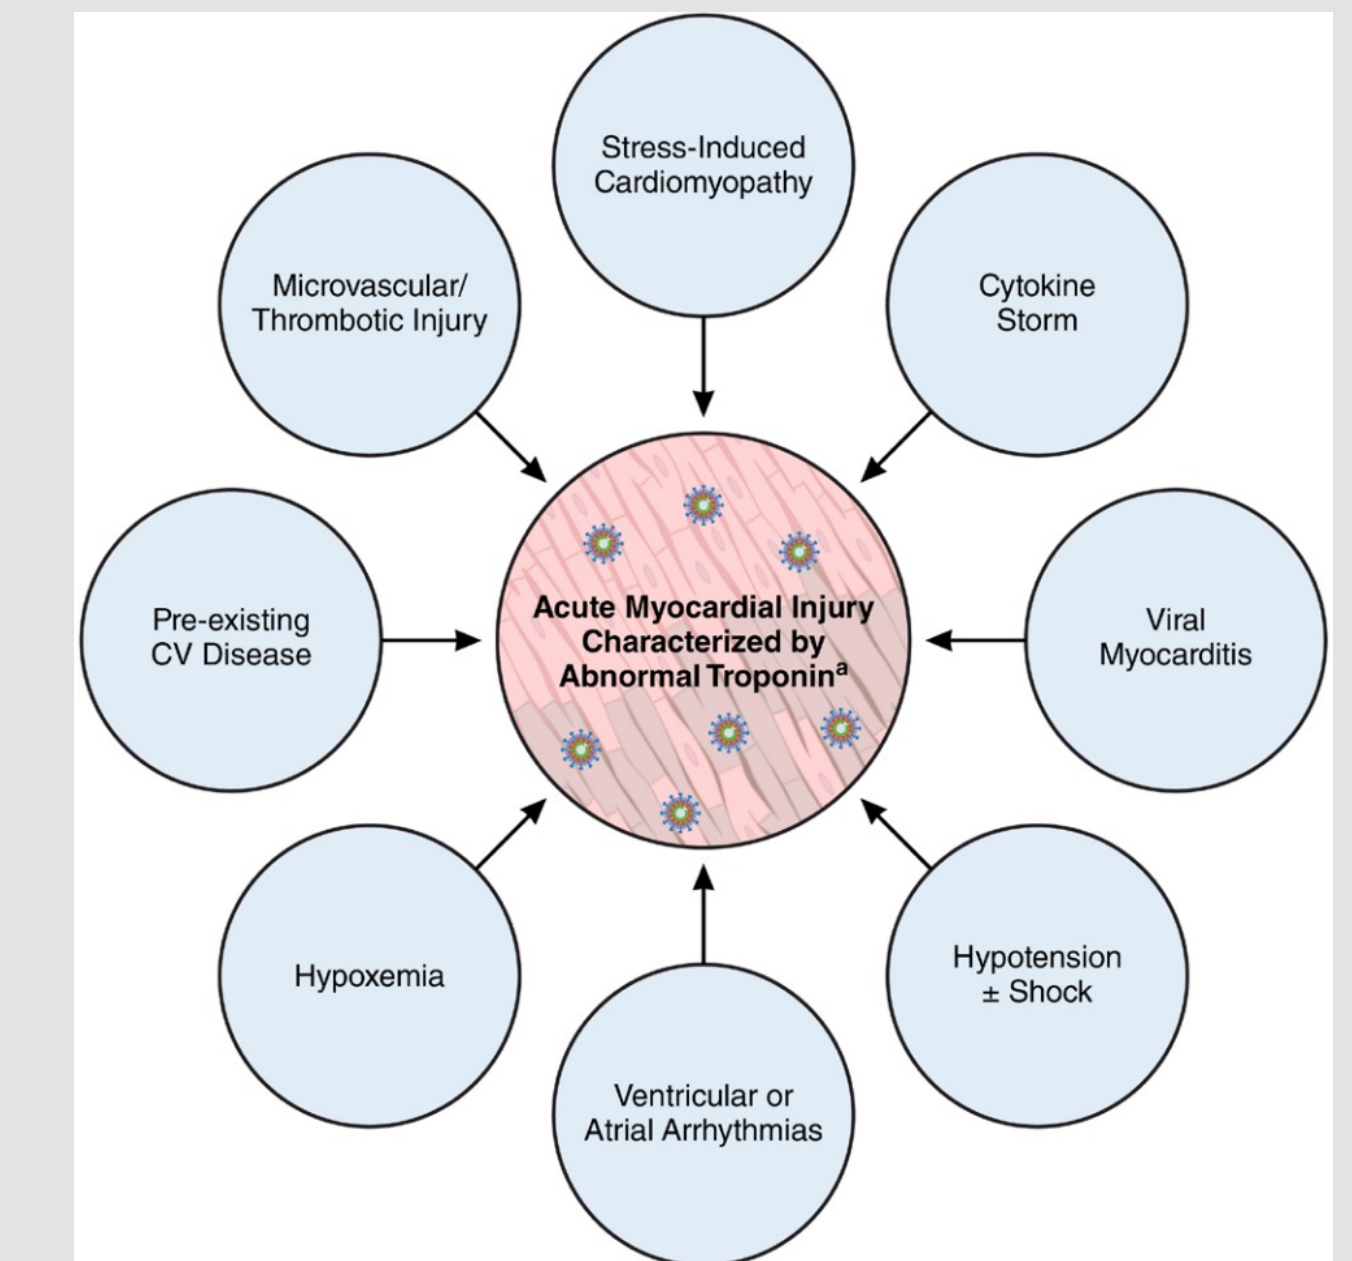 Stress-Induced
Cardiomyopathy
Cytokine
Storm
Viral
Myocarditis
Hypotension
± Shock
Ventricular or
Atrial Arrhythmias
Hypoxemia
Pre-existing
CV Disease
Microvascular/
Thrombotic Injury
Acute Myocardial Injury
Characterized by
Abnormal Troponinᵃ